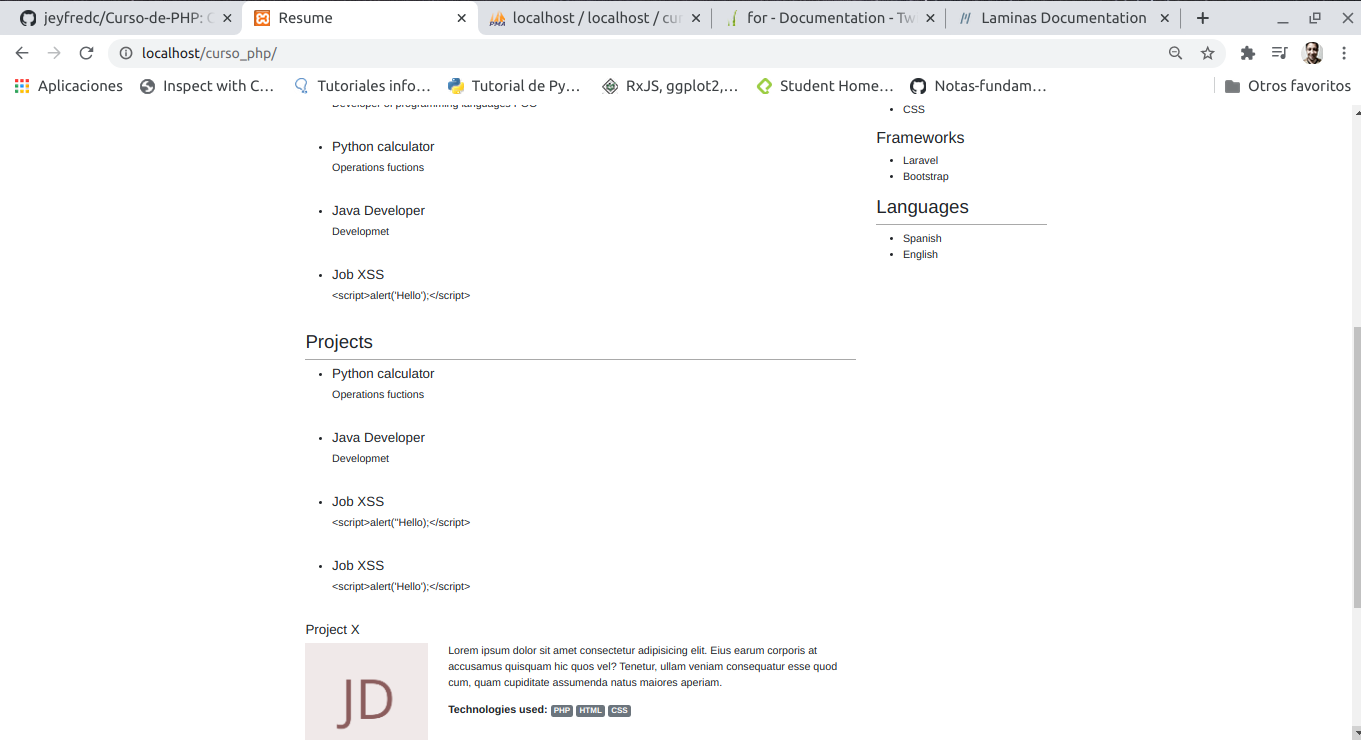 jeyfredc/Curso-de-PHP: C
Resume
localhost / localhost / cur
for - Documentation - Tw
Laminas Documentation
localhost/curso_php/
Aplicaciones
Inspect with C...
Tutoriales info...
Tutorial de Py...
RxJS, ggplot2,...
Student Home...
Notas-fundam...
Otros favoritos
Developer of programming languages POO
Python calculator
Operations fuctions
Java Developer
Developmet
Job XSS
<script>alert('Hello');</script>
Projects
Python calculator
Operations fuctions
Java Developer
Developmet
Job XSS
<script>alert("Hello);</script>
Job XSS
<script>alert('Hello');</script>
Project X
JD
Lorem ipsum dolor sit amet consectetur adipisicing elit. Eius earum corporis at
accusamus quisquam hic quos vel? Tenetur, ullam veniam consequatur esse quod
cum, quam cupiditate assumenda natus maiores aperiam.
Technologies used: PHP HTML CSS
CSS
Frameworks
Laravel
Bootstrap
Languages
Spanish
English